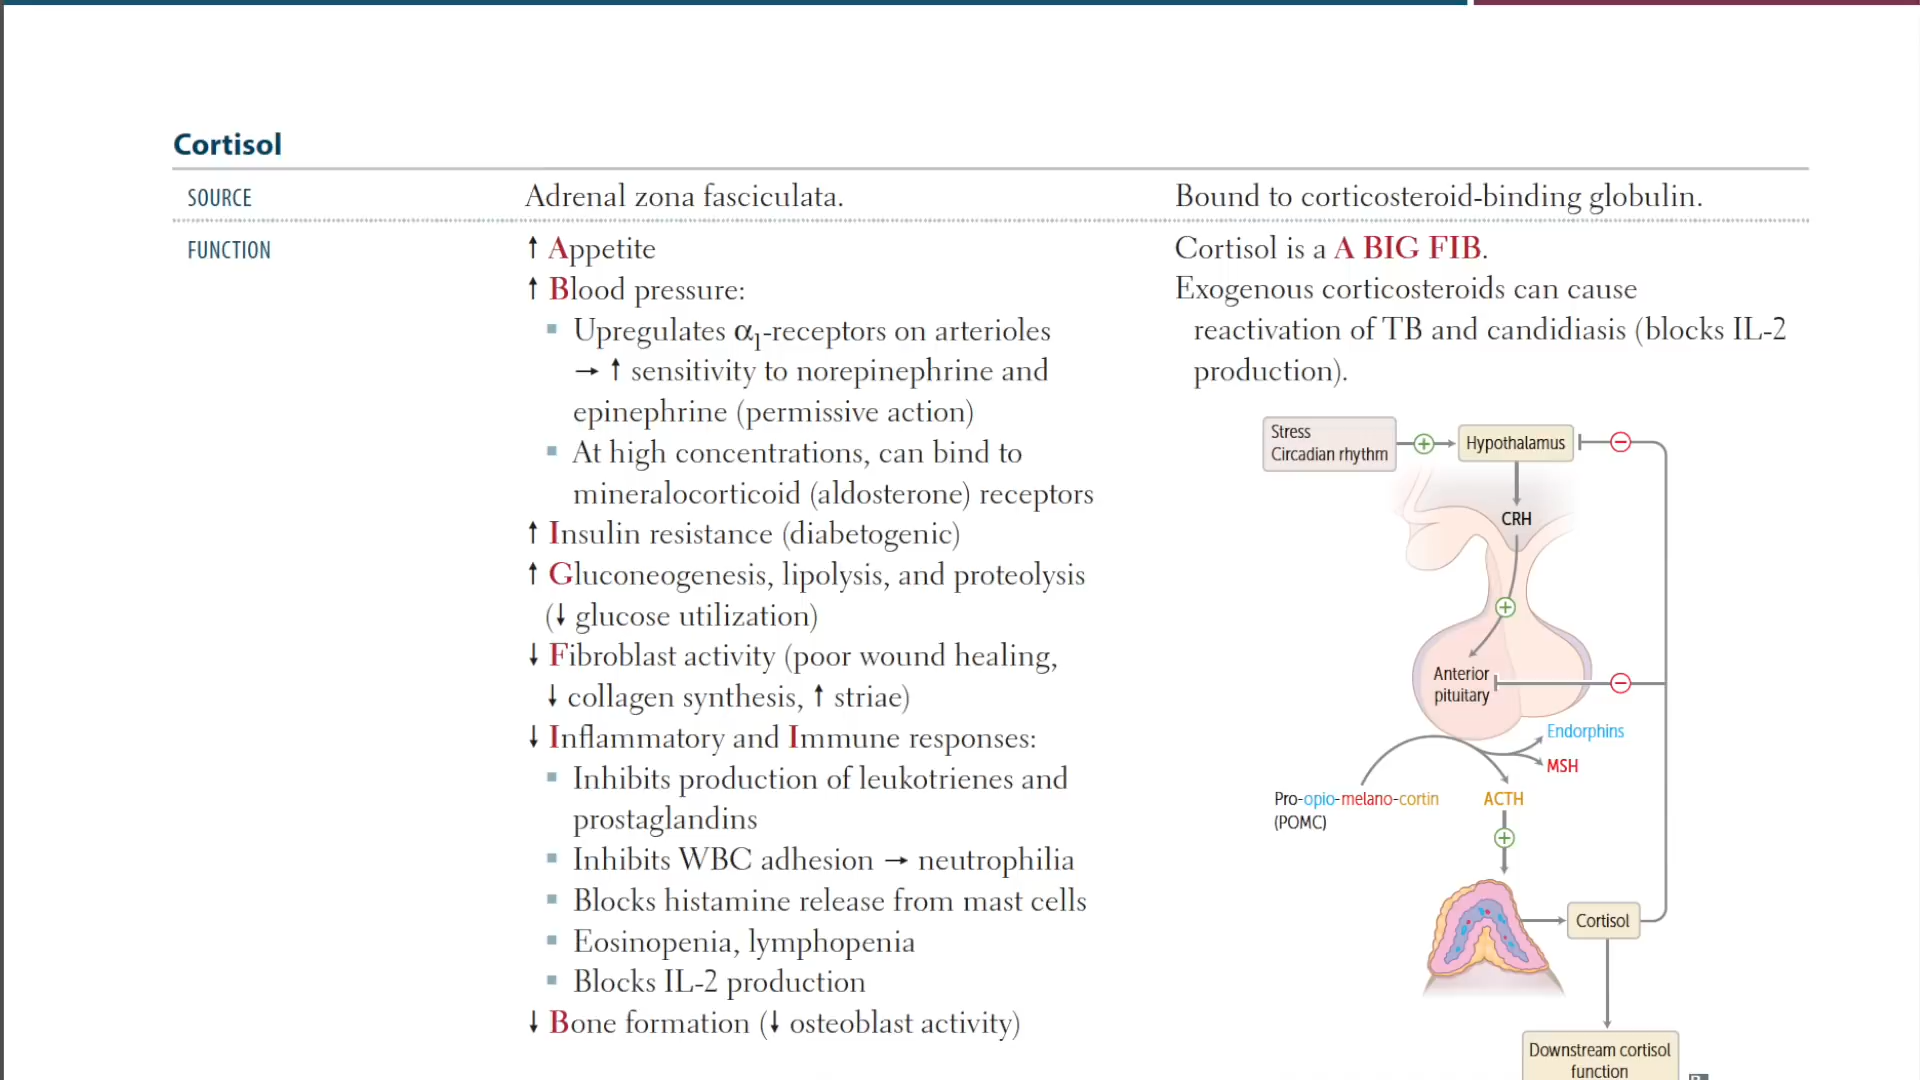 Cortisol
SOURCE
Adrenal zona fasciculata.
Bound to corticosteroid-binding globulin.
FUNCTION
↑ Appetite
↑ Blood pressure:
▪ Upregulates α₁-receptors on arterioles
→ ↑ sensitivity to norepinephrine and
epinephrine (permissive action)
▪ At high concentrations, can bind to
mineralocorticoid (aldosterone) receptors
↑ Insulin resistance (diabetogenic)
↑ Gluconeogenesis, lipolysis, and proteolysis
(↓ glucose utilization)
↓ Fibroblast activity (poor wound healing,
↓ collagen synthesis, ↑ striae)
↓ Inflammatory and Immune responses:
▪ Inhibits production of leukotrienes and
prostaglandins
▪ Inhibits WBC adhesion → neutrophilia
▪ Blocks histamine release from mast cells
▪ Eosinopenia, lymphopenia
▪ Blocks IL-2 production
↓ Bone formation (↓ osteoblast activity)
Cortisol is a A BIG FIB.
Exogenous corticosteroids can cause
reactivation of TB and candidiasis (blocks IL-2
production).
Stress
Circadian rhythm
Hypothalamus
CRH
Anterior
pituitary
Endorphins
MSH
Pro-opio-melano-cortin
(POMC)
ACTH
Cortisol
Downstream cortisol
function